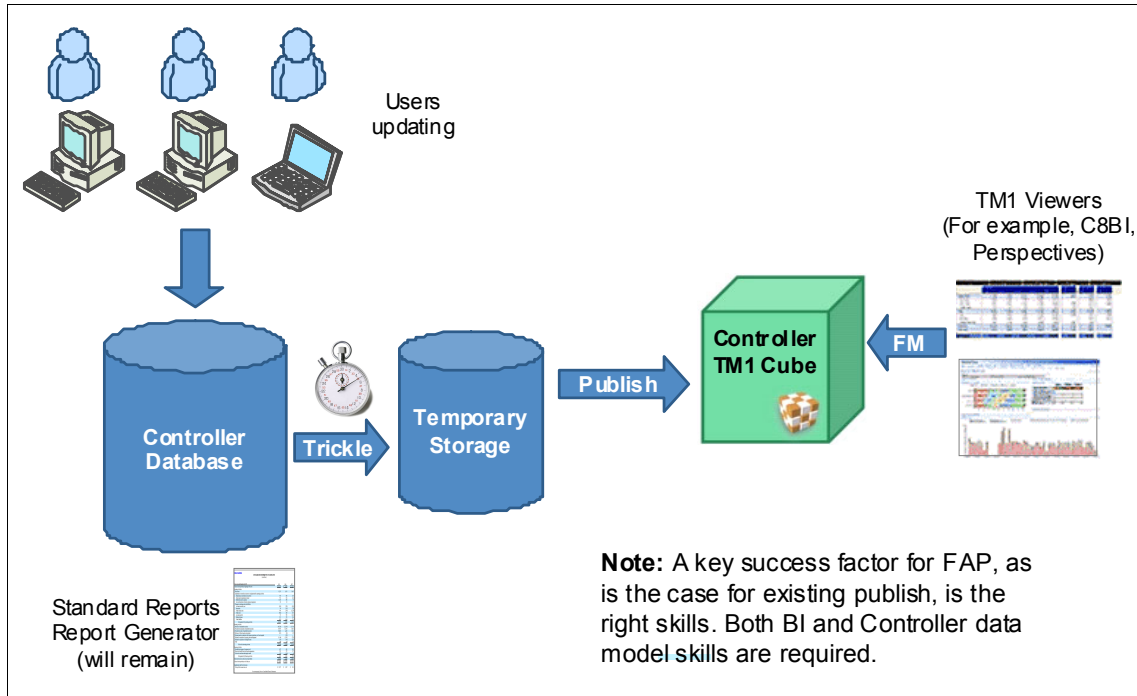 Users
updating
TM1 Viewers
(For example, C8BI,
Perspectives)
Controller
TM1 Cube
FM
Publish
Temporary
Storage
Controller
Database
Trickle
Standard Reports
Report Generator
(will remain)
Note: A key success factor for FAP, as
is the case for existing publish, is the
right skills. Both BI and Controller data
model skills are required.